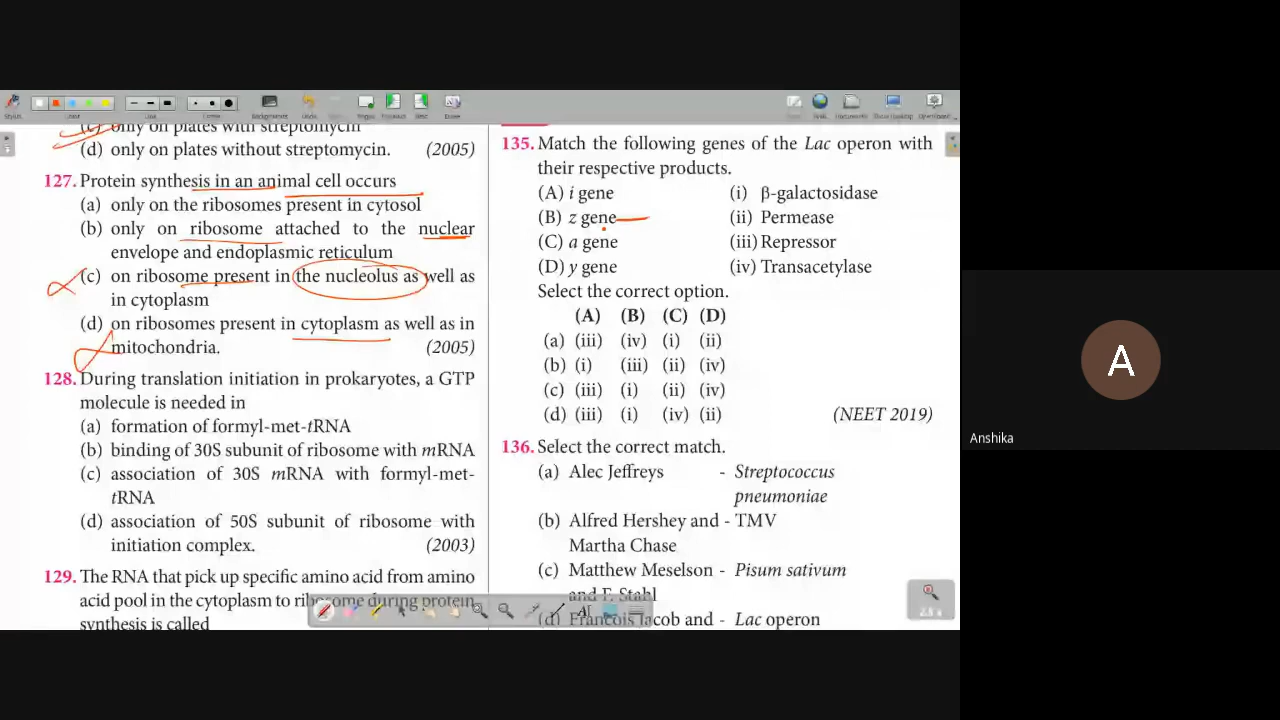 (c) only on plates with streptomycin
(d) only on plates without streptomycin. (2005)
127. Protein synthesis in an animal cell occurs
(a) only on the ribosomes present in cytosol
(b) only on ribosome attached to the nuclear
envelope and endoplasmic reticulum
(c) on ribosome present in the nucleolus as well as
in cytoplasm
(d) on ribosomes present in cytoplasm as well as in
mitochondria. (2005)
128. During translation initiation in prokaryotes, a GTP
molecule is needed in
(a) formation of formyl-met-tRNA
(b) binding of 30S subunit of ribosome with mRNA
(c) association of 30S mRNA with formyl-met-
tRNA
(d) association of 50S subunit of ribosome with
initiation complex. (2003)
129. The RNA that pick up specific amino acid from amino
acid pool in the cytoplasm to ribosome during protein
synthesis is called
135. Match the following genes of the Lac operon with
their respective products.
(A) i gene (i) β-galactosidase
(B) z gene (ii) Permease
(C) a gene (iii) Repressor
(D) y gene (iv) Transacetylase
Select the correct option.
(A) (B) (C) (D)
(a) (iii) (iv) (i) (ii)
(b) (i) (iii) (ii) (iv)
(c) (iii) (i) (ii) (iv)
(d) (iii) (i) (iv) (ii) (NEET 2019)
136. Select the correct match.
(a) Alec Jeffreys - Streptococcus
pneumoniae
(b) Alfred Hershey and - TMV
Martha Chase
(c) Matthew Meselson - Pisum sativum
and F. Stahl
(d) Francois Jacob and - Lac operon
A
Anshika